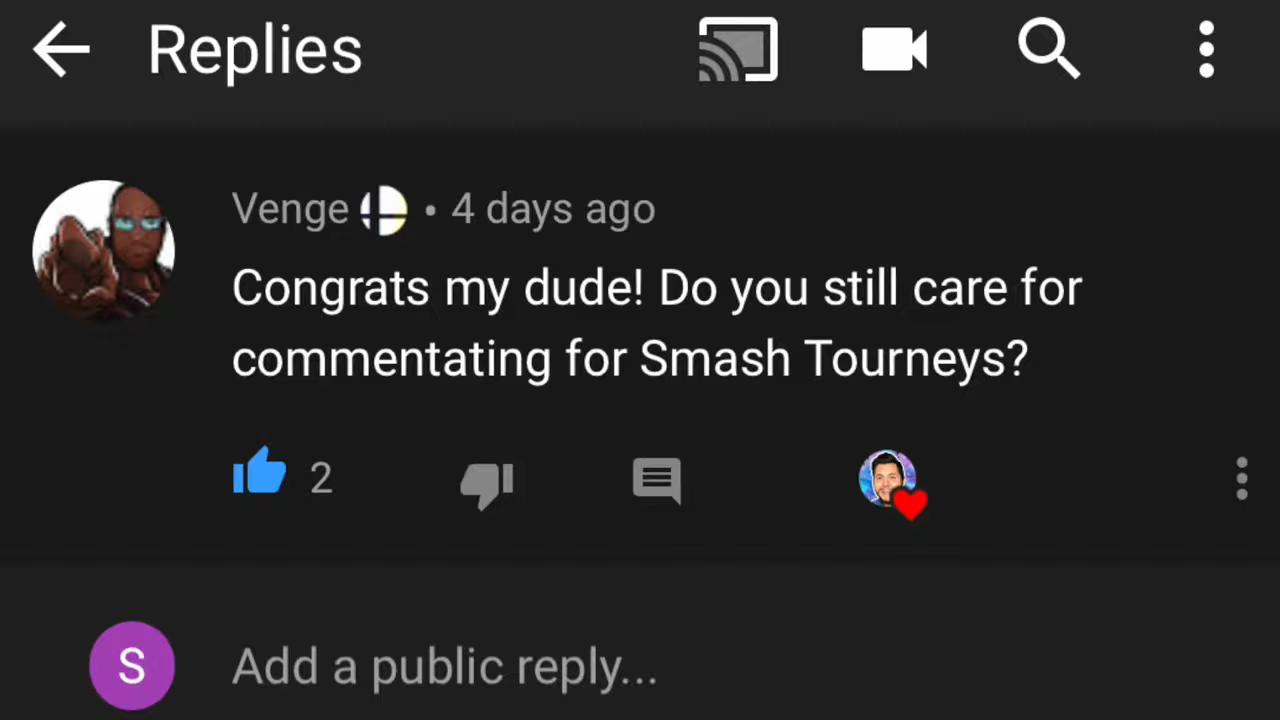 Replies
Venge • 4 days ago
Congrats my dude! Do you still care for
commentating for Smash Tourneys?
2
S
Add a public reply...